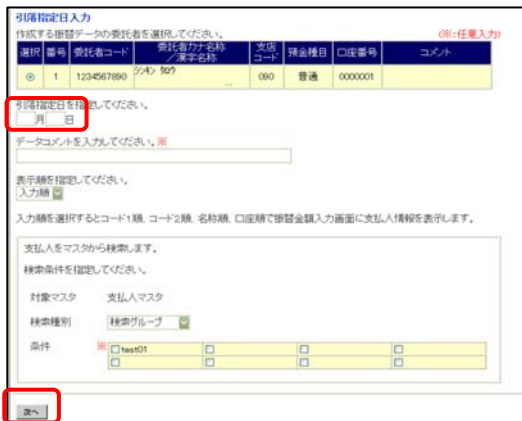 引落指定日入力
作成する振替データの委託者を選択してください。 (※:任意入力)
選択 番号 委託者コード 委託者カナ名称/漢字名称 支店コード 預金種目 口座番号 コメント
1 1234567890 シンキン タロウ ... 090 普通 0000001
引落指定日を指定してください。
月 日
データコメントを入力してください。※
表示順を指定してください。
入力順
入力順を選択するとコード1順、コード2順、名称順、口座順で振替金額入力画面に支払人情報を表示します。
支払人をマスタから検索します。
検索条件を指定してください。
対象マスタ 支払人マスタ
検索種別 検索グループ
条件 ※ test01
次へ